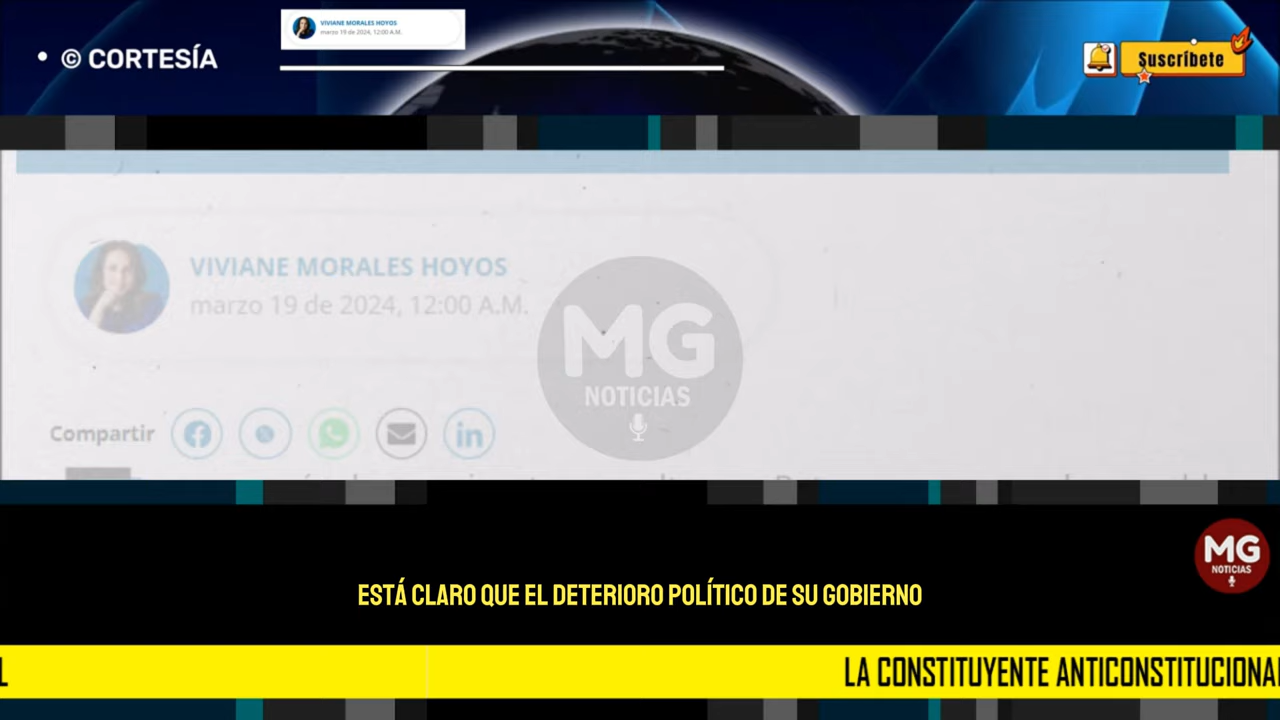 VIVIANE MORALES HOYOS
marzo 19 de 2024, 12:00 A.M.
• © CORTESÍA
Suscríbete
VIVIANE MORALES HOYOS
marzo 19 de 2024, 12:00 A.M.
MG
NOTICIAS
Compartir
MG
NOTICIAS
ESTÁ CLARO QUE EL DETERIORO POLÍTICO DE SU GOBIERNO
L LA CONSTITUYENTE ANTICONSTITUCIONA